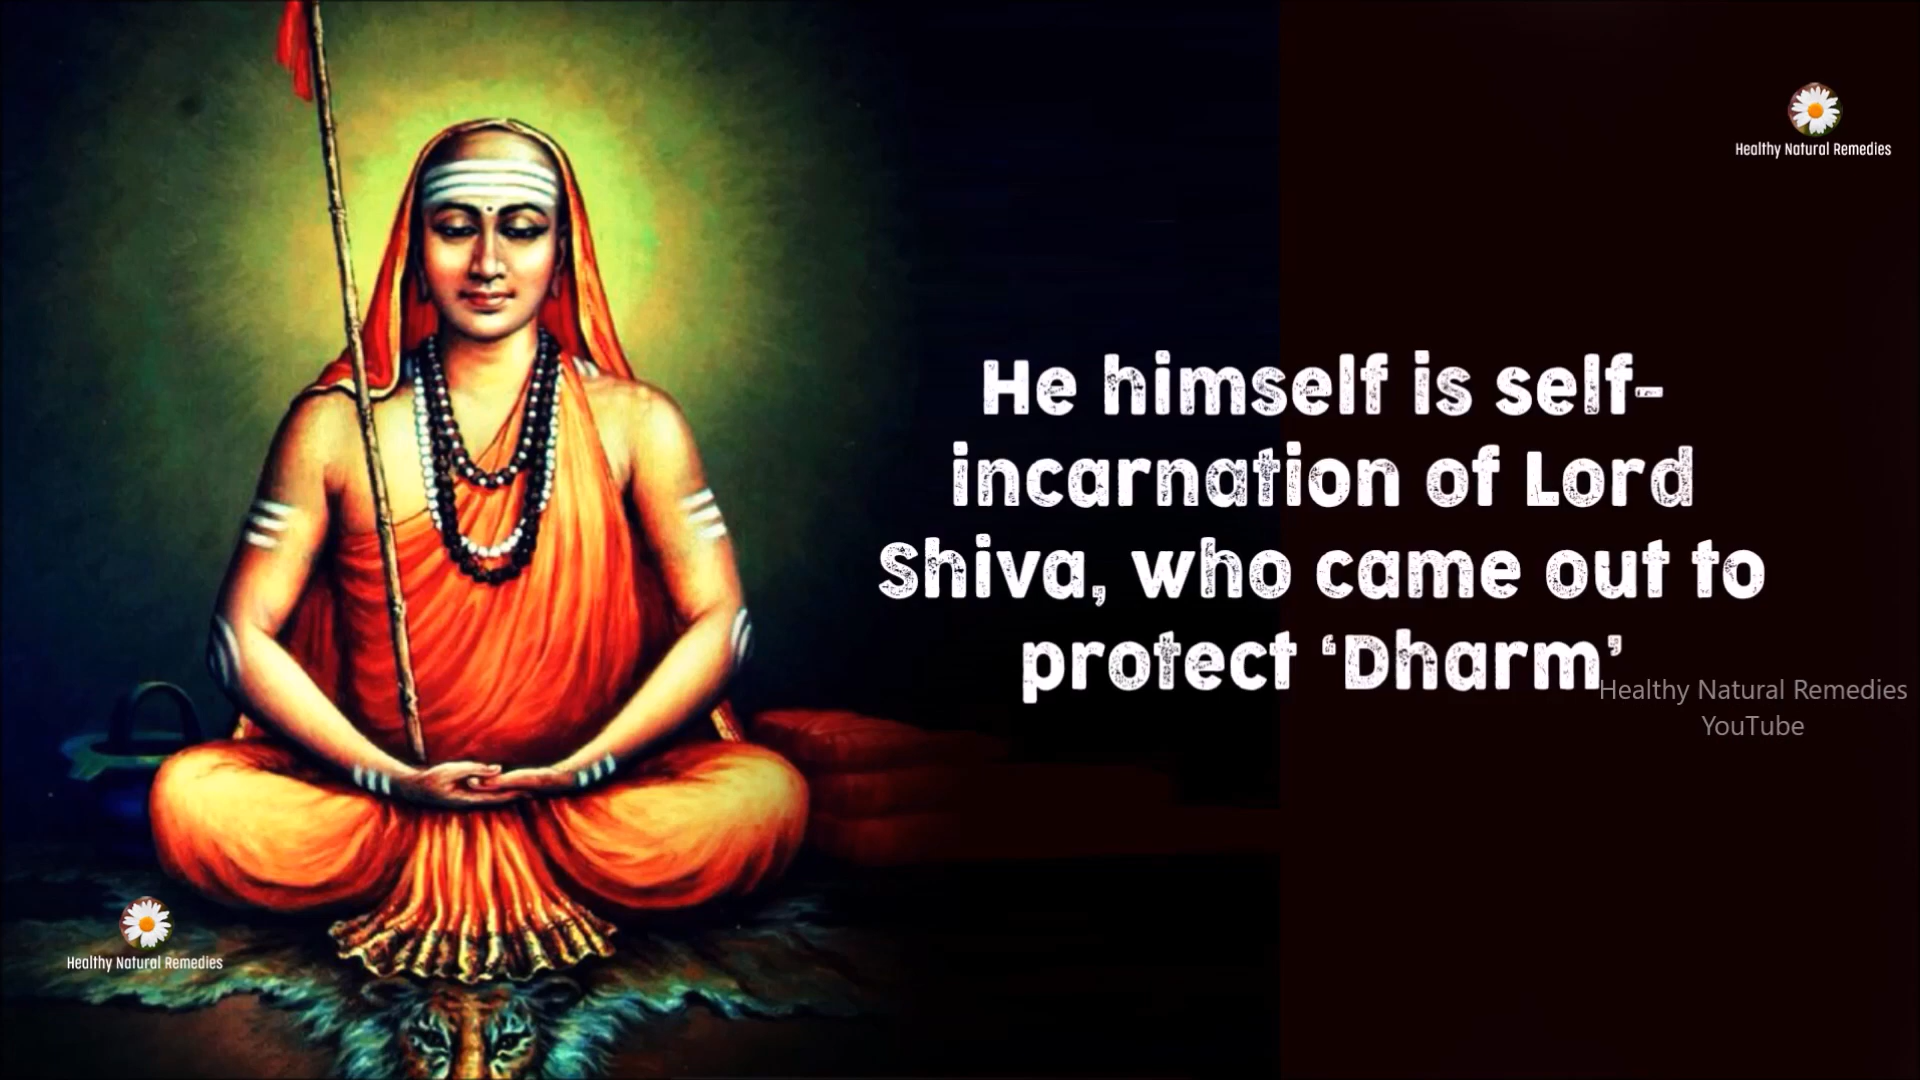 Healthy Natural Remedies
He himself is self-
incarnation of Lord
Shiva, who came out to
protect ‘Dharm’
Healthy Natural Remedies
YouTube
Healthy Natural Remedies